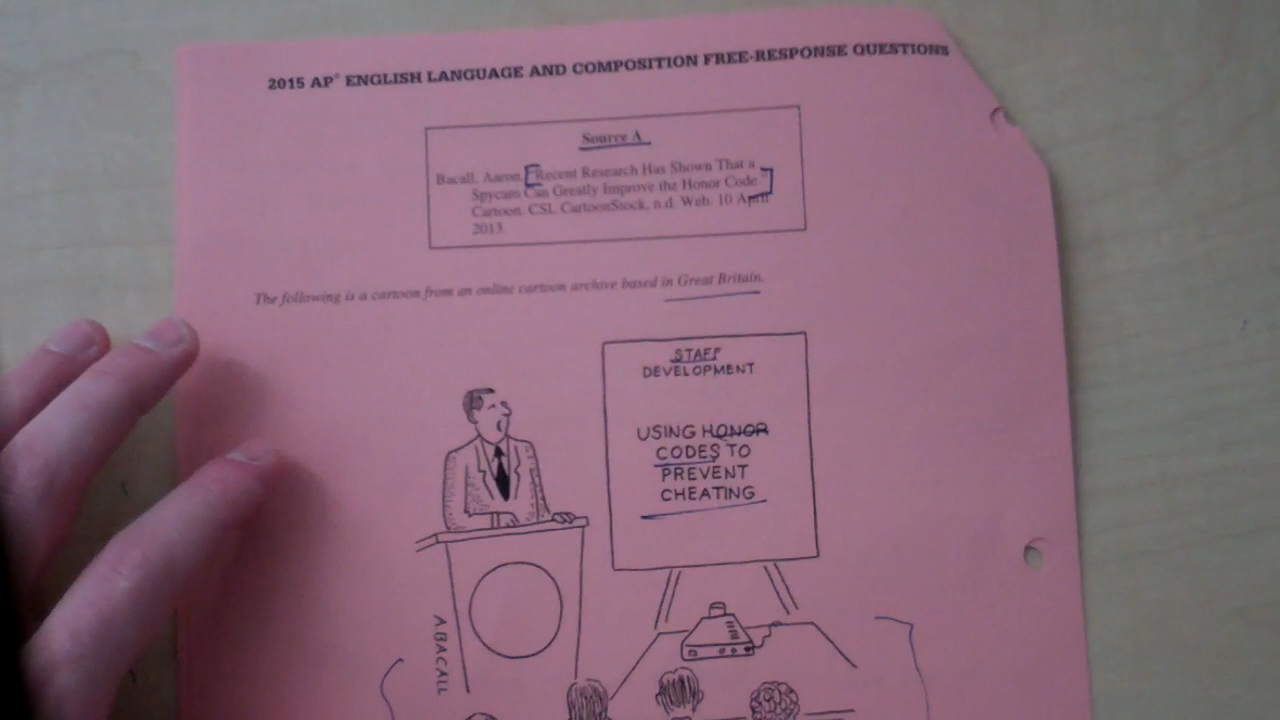 2015 AP® ENGLISH LANGUAGE AND COMPOSITION FREE-RESPONSE QUESTIONS
Source A
Bacall, Aaron. "Recent Research Has Shown That a
Spycam Can Greatly Improve the Honor Code."
Cartoon. CSL CartoonStock, n.d. Web. 10 April
2013.
The following is a cartoon from an online cartoon archive based in Great Britain.
STAFF
DEVELOPMENT
USING HONOR
CODES TO
PREVENT
CHEATING
ABACALL